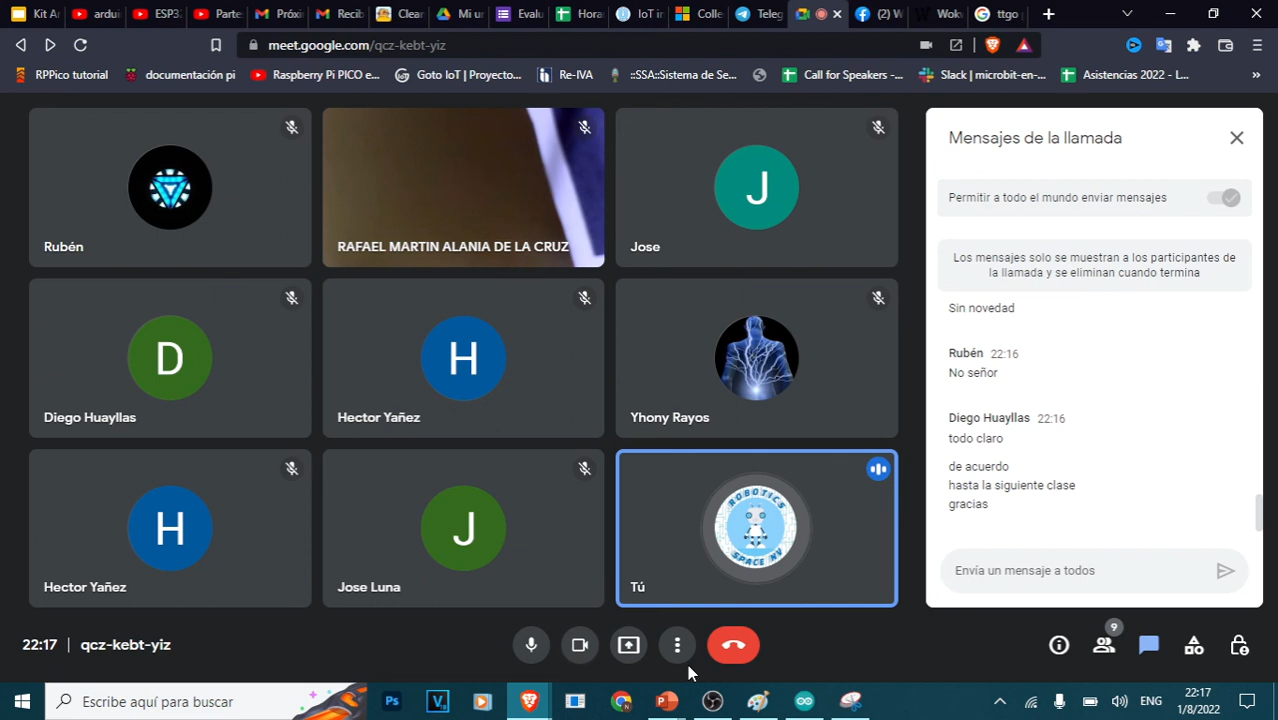 Kit Ar
ardui
ESP3
Parte
Próxi
Recib
Clear
Mi un
Evalu
Hora
IoT in
Colle
Teleg
(2) W
Wok
ttgo
meet.google.com/qcz-kebt-yiz
RPPico tutorial
documentación pi
Raspberry Pi PICO e...
Goto IoT | Proyecto...
Re-IVA
::SSA::Sistema de Se...
Call for Speakers -...
Slack | microbit-en-...
Asistencias 2022 - L...
Rubén
RAFAEL MARTIN ALANIA DE LA CRUZ
J
Jose
D
Diego Huayllas
H
Hector Yañez
Yhony Rayos
H
Hector Yañez
J
Jose Luna
ROBOTICS
SPACE NV
Tú
Mensajes de la llamada
Permitir a todo el mundo enviar mensajes
Los mensajes solo se muestran a los participantes de
la llamada y se eliminan cuando termina
Sin novedad
Rubén 22:16
No señor
Diego Huayllas 22:16
todo claro
de acuerdo
hasta la siguiente clase
gracias
Envía un mensaje a todos
22:17 | qcz-kebt-yiz
9
Escribe aquí para buscar
Ps
ENG
22:17
1/8/2022